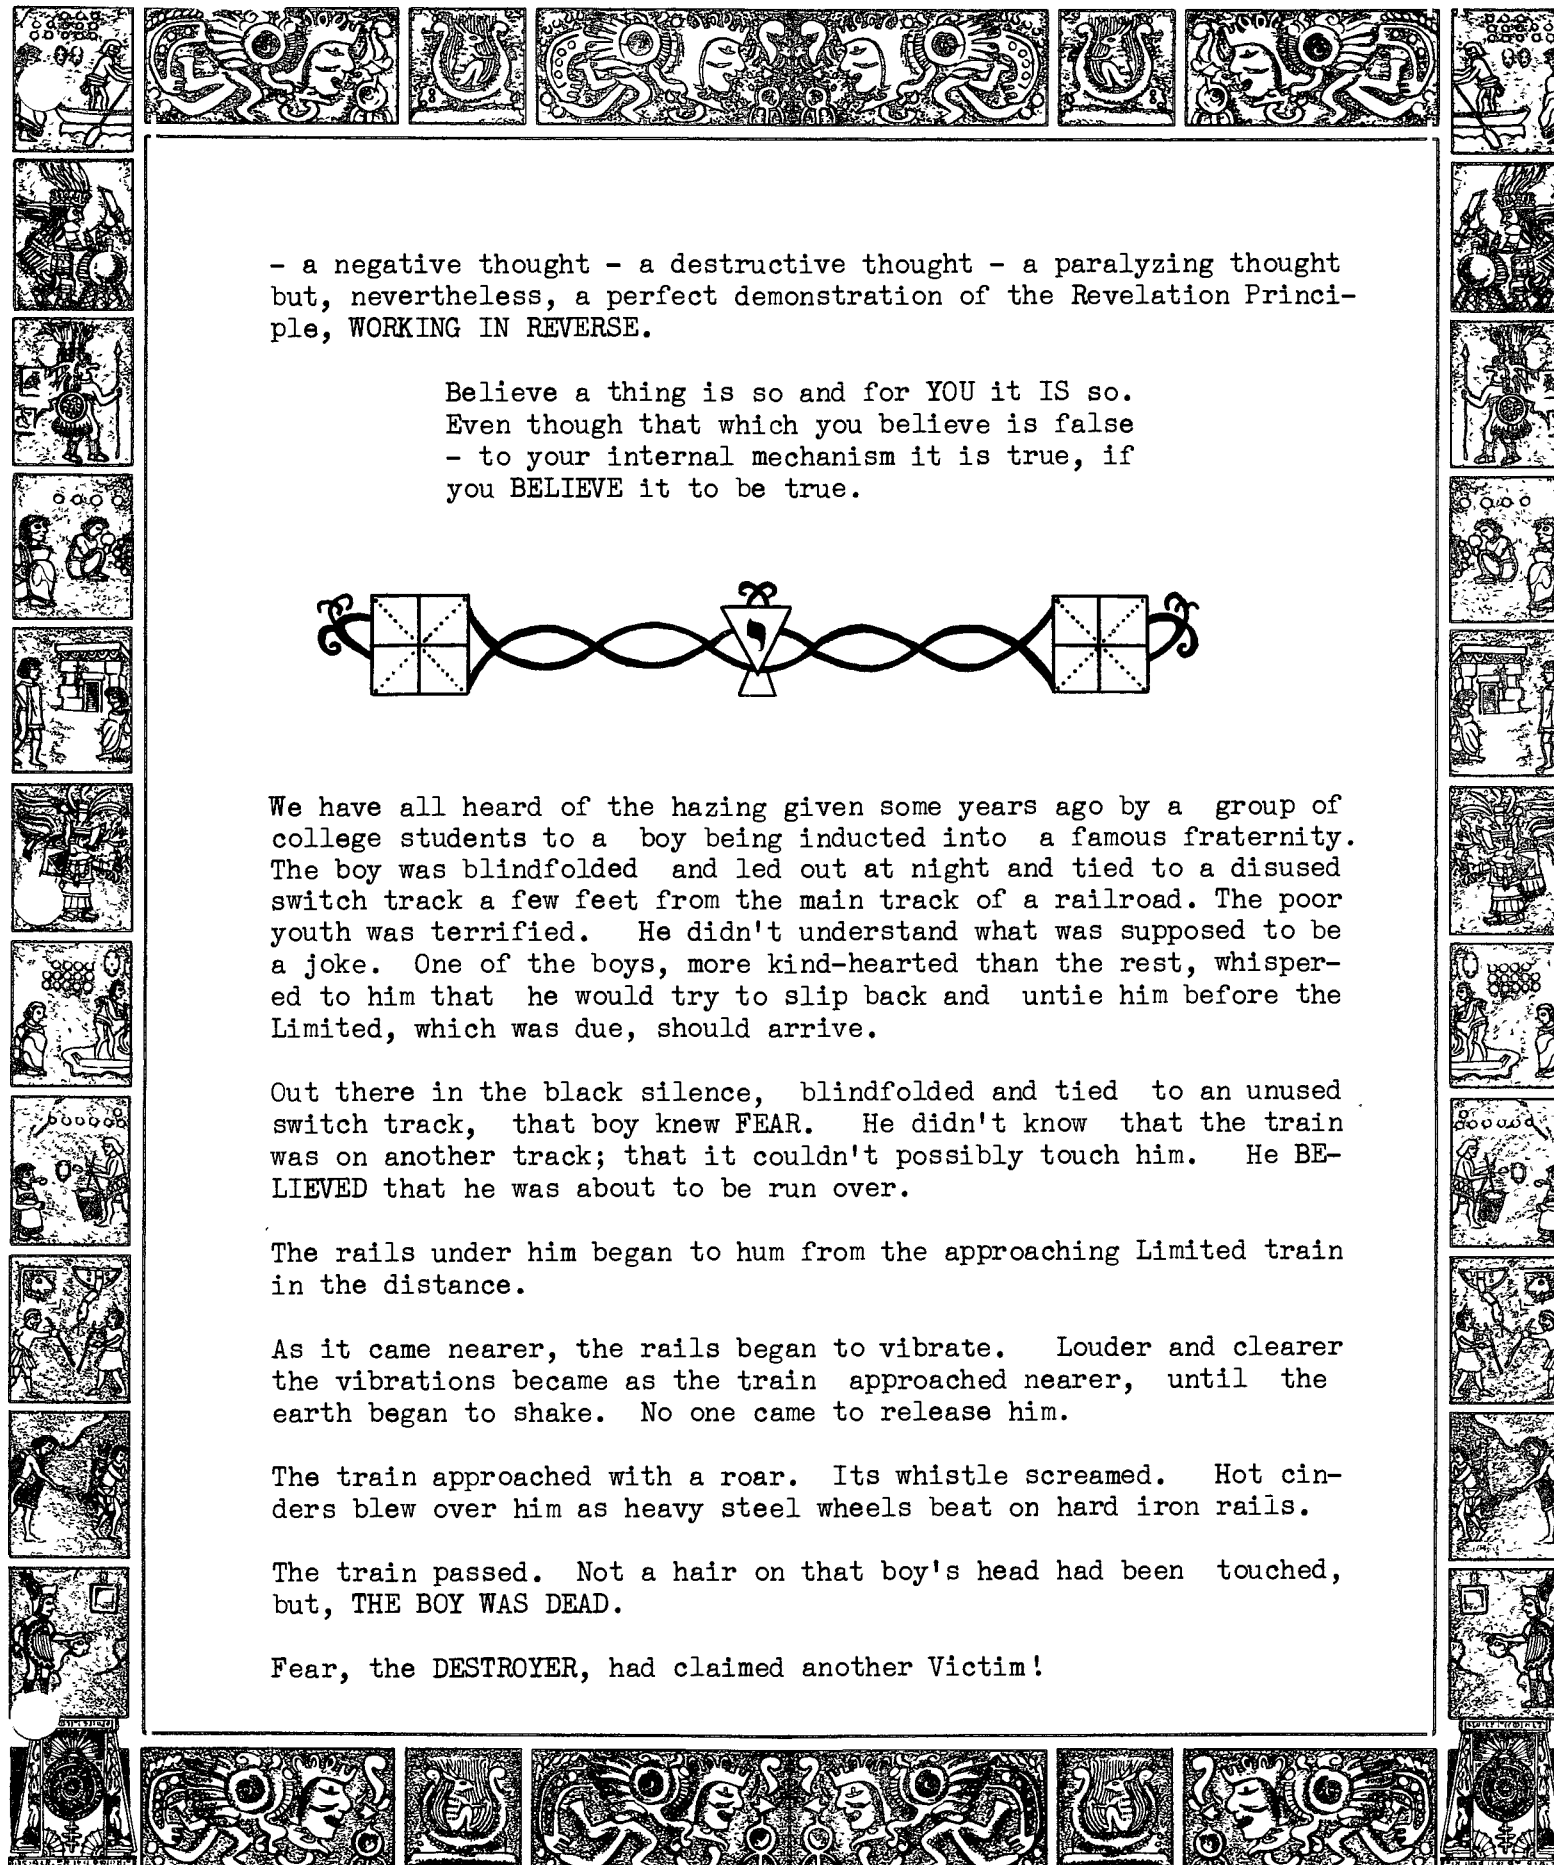 - a negative thought - a destructive thought - a paralyzing thought
but, nevertheless, a perfect demonstration of the Revelation Princi-
ple, WORKING IN REVERSE.
Believe a thing is so and for YOU it IS so.
Even though that which you believe is false
- to your internal mechanism it is true, if
you BELIEVE it to be true.
י
We have all heard of the hazing given some years ago by a group of
college students to a boy being inducted into a famous fraternity.
The boy was blindfolded and led out at night and tied to a disused
switch track a few feet from the main track of a railroad. The poor
youth was terrified. He didn't understand what was supposed to be
a joke. One of the boys, more kind-hearted than the rest, whisper-
ed to him that he would try to slip back and untie him before the
Limited, which was due, should arrive.
Out there in the black silence, blindfolded and tied to an unused
switch track, that boy knew FEAR. He didn't know that the train
was on another track; that it couldn't possibly touch him. He BE-
LIEVED that he was about to be run over.
The rails under him began to hum from the approaching Limited train
in the distance.
As it came nearer, the rails began to vibrate. Louder and clearer
the vibrations became as the train approached nearer, until the
earth began to shake. No one came to release him.
The train approached with a roar. Its whistle screamed. Hot cin-
ders blew over him as heavy steel wheels beat on hard iron rails.
The train passed. Not a hair on that boy's head had been touched,
but, THE BOY WAS DEAD.
Fear, the DESTROYER, had claimed another Victim!